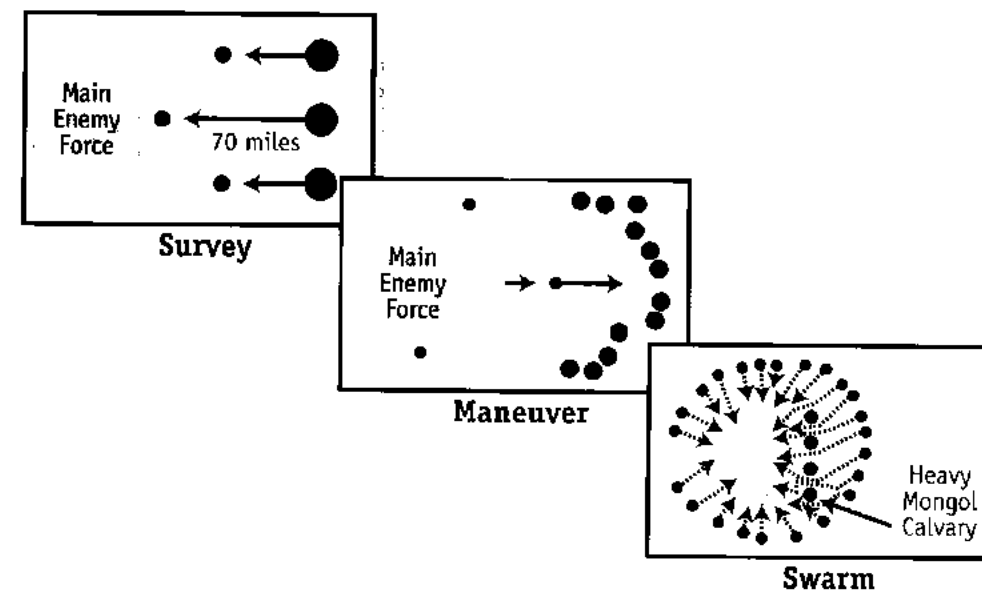 Main
Enemy
Force
70 miles
Survey
Main
Enemy
Force
Maneuver
Heavy
Mongol
Calvary
Swarm